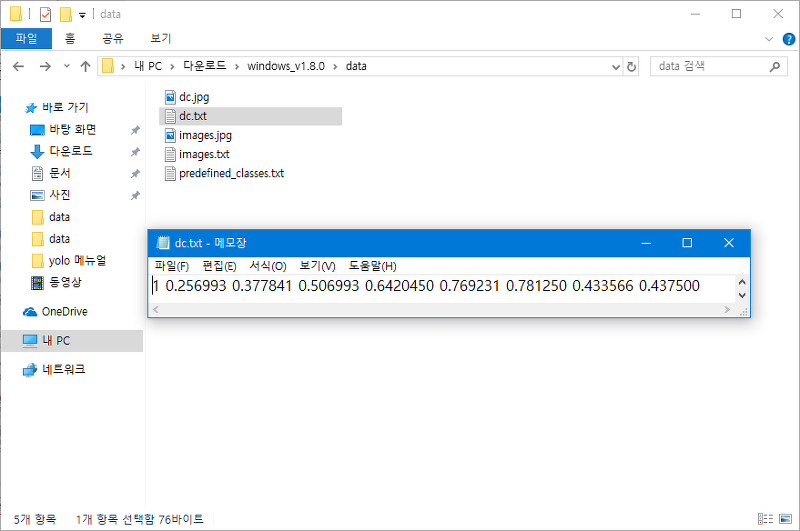 data
파일 홈 공유 보기
내 PC > 다운로드 > windows_v1.8.0 > data
data 검색
바로 가기
바탕 화면
다운로드
문서
사진
data
data
yolo 메뉴얼
동영상
OneDrive
내 PC
네트워크
dc.jpg
dc.txt
images.jpg
images.txt
predefined_classes.txt
dc.txt - 메모장
파일(F) 편집(E) 서식(O) 보기(V) 도움말(H)
1 0.256993 0.377841 0.506993 0.6420450 0.769231 0.781250 0.433566 0.437500
5개 항목 1개 항목 선택함 76바이트